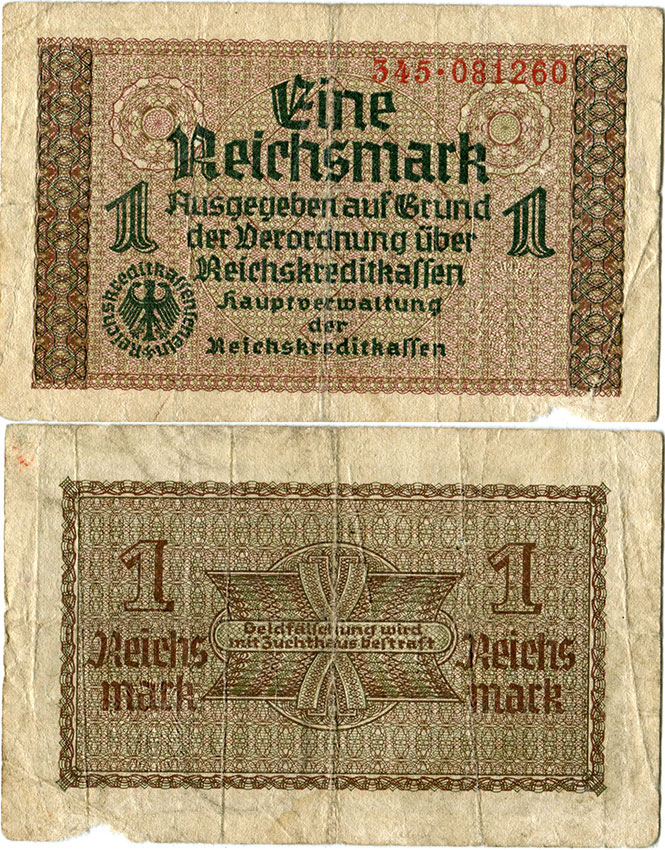 345·081260
Eine
Reichsmark
1
Ausgegeben auf Grund
der Verordnung über
Reichskreditkassen
Hauptverwaltung
der
Reichskreditkassen
1
1
Reichs
mark
Geldfälschung wird
mit Zuchthaus bestraft
1
Reichs
mark